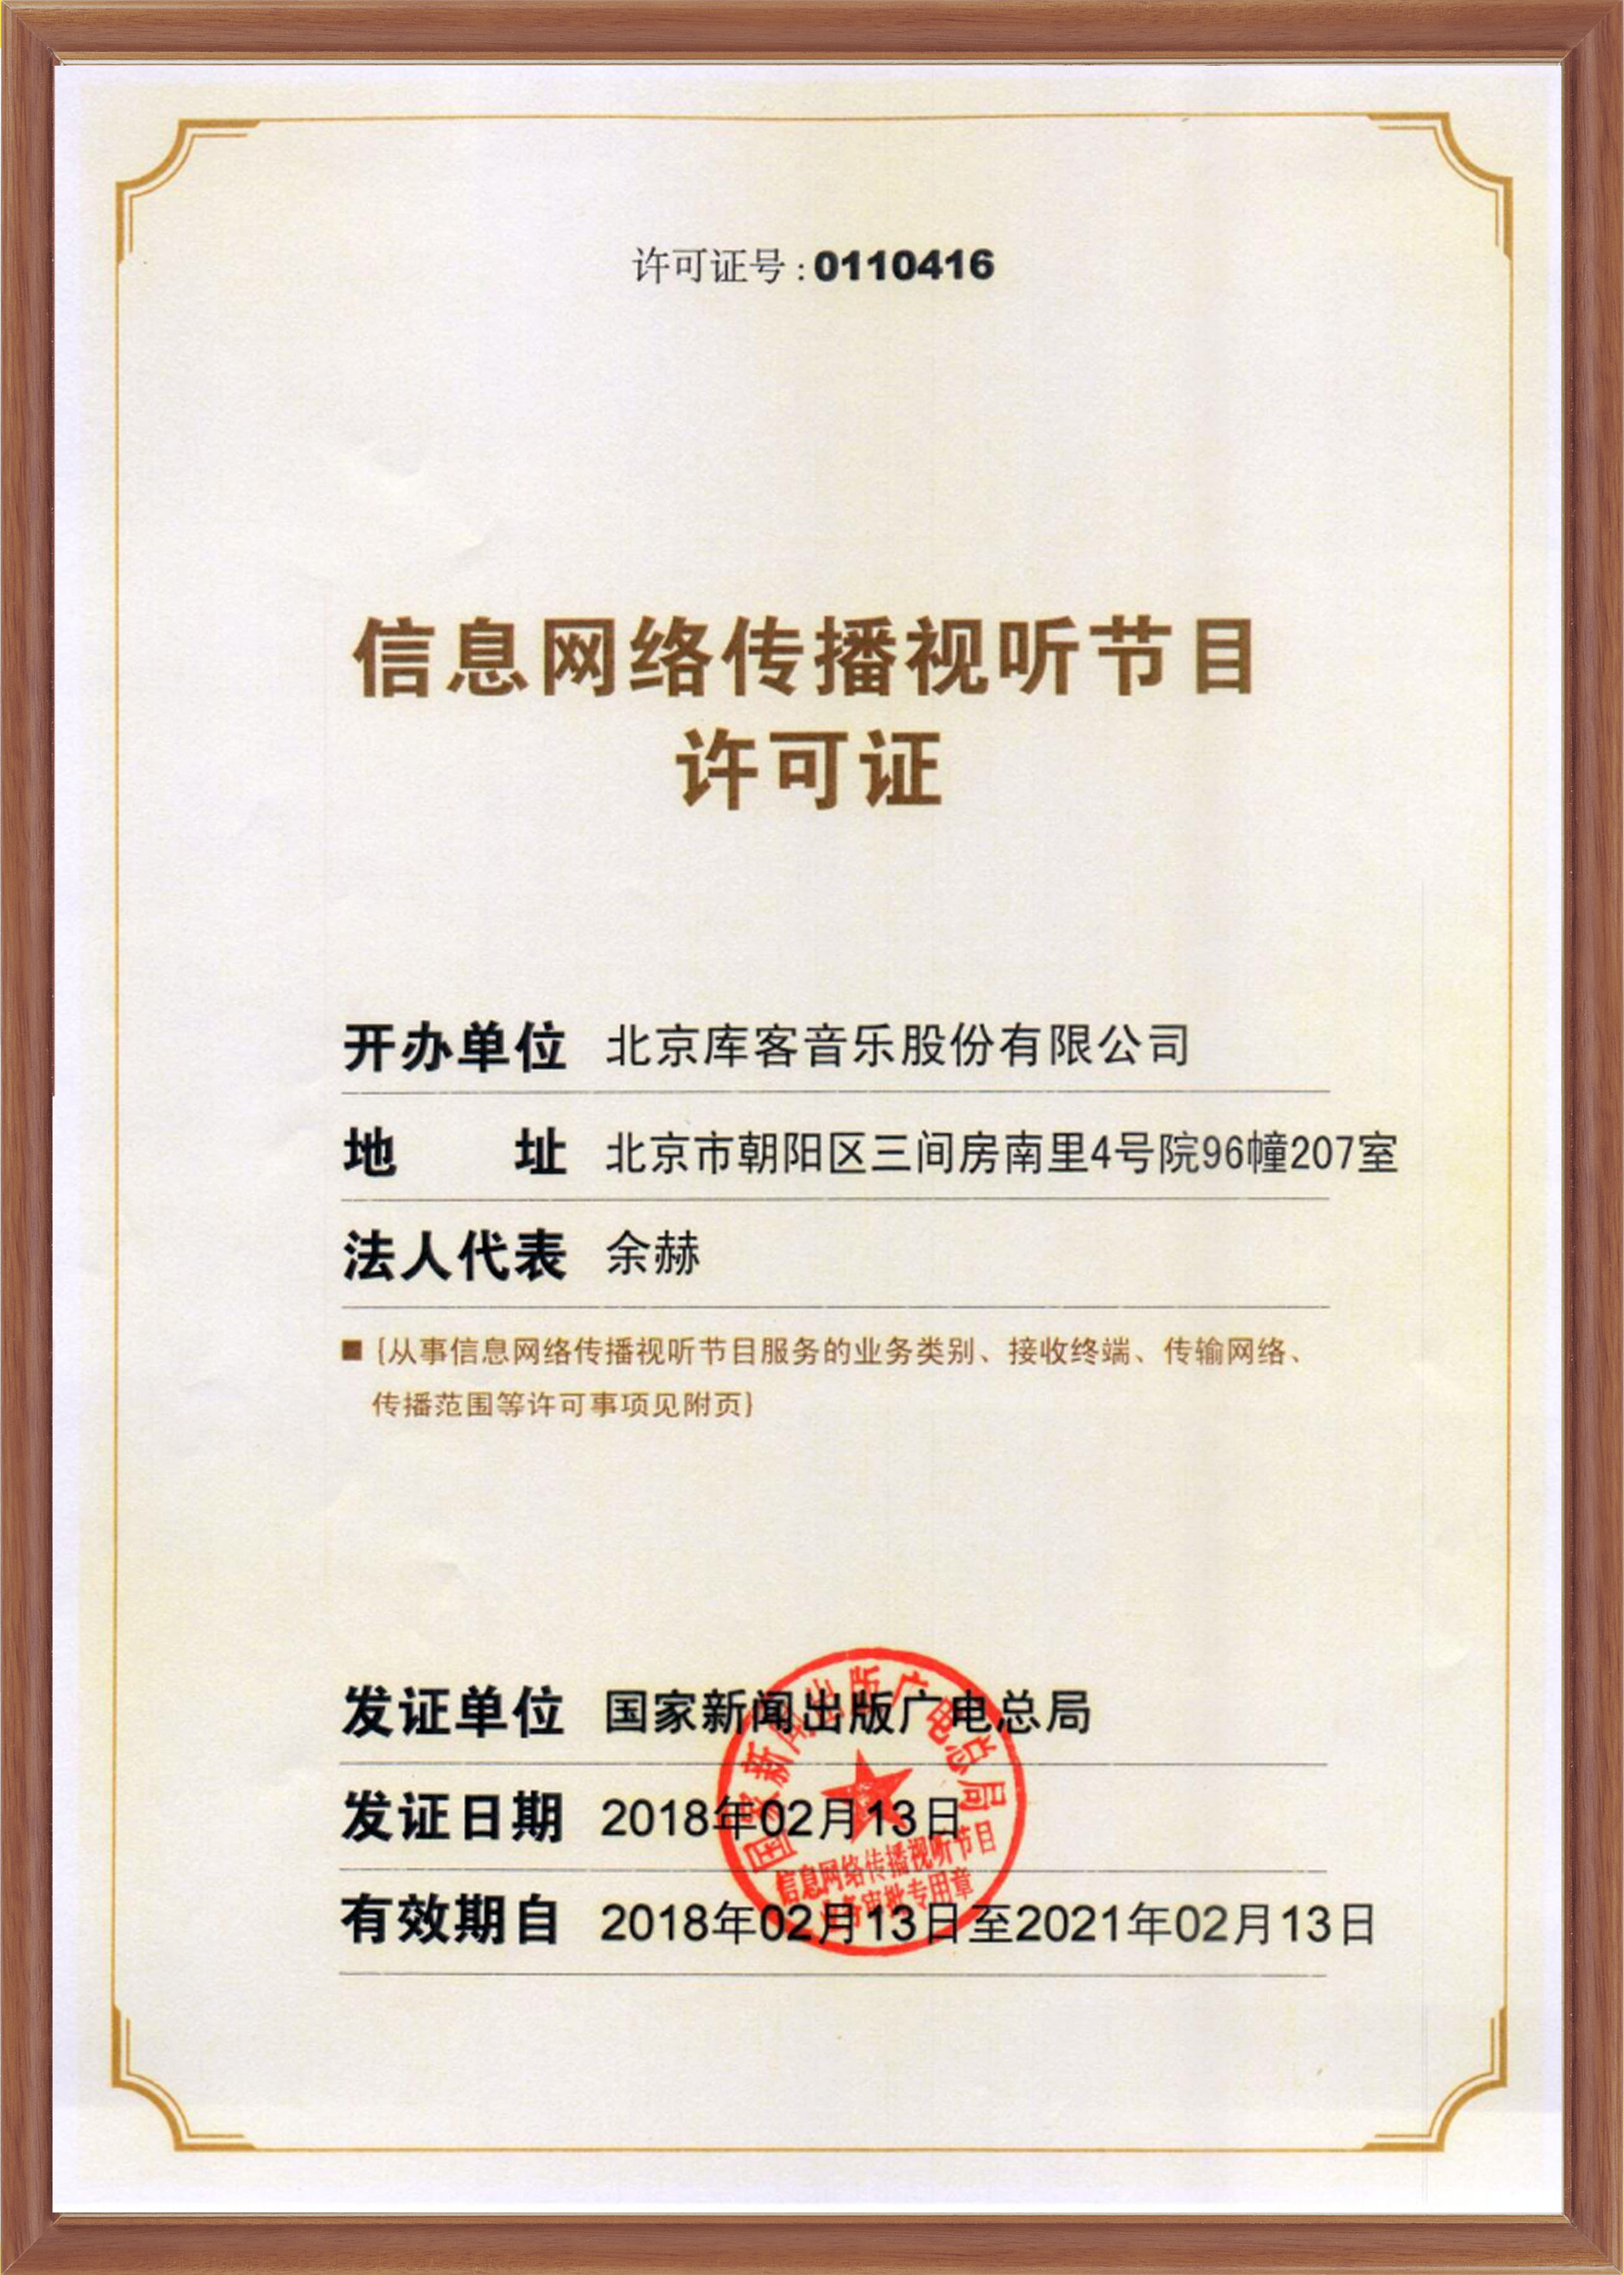 许可证号:0110416
信息网络传播视听节目
许可证
开办单位 北京库客音乐股份有限公司
地 址 北京市朝阳区三间房南里4号院96幢207室
法人代表 余赫
■ {从事信息网络传播视听节目服务的业务类别、接收终端、传输网络、
传播范围等许可事项见附页}
发证单位 国家新闻出版广电总局
发证日期 2018年02月13日
有效期自 2018年02月13日至2021年02月13日
国家新闻出版广电总局
信息网络传播视听节目
业务审批专用章